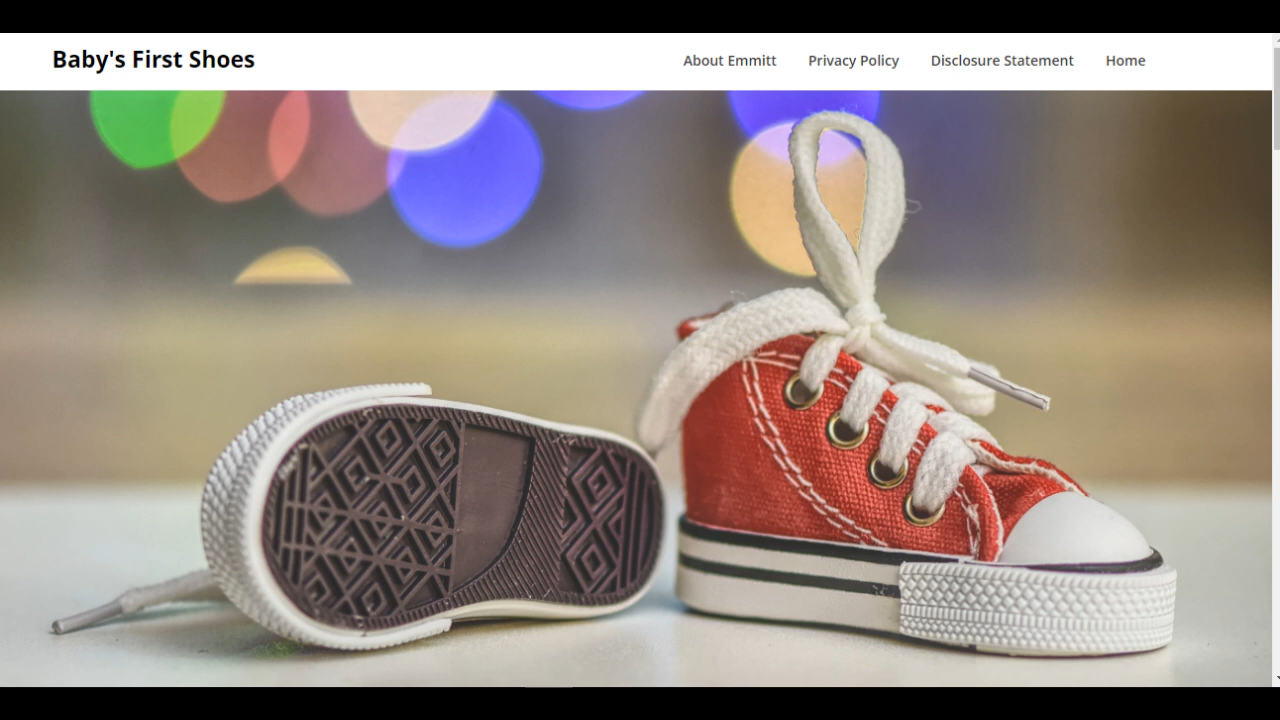 Baby's First Shoes
About Emmitt Privacy Policy Disclosure Statement Home